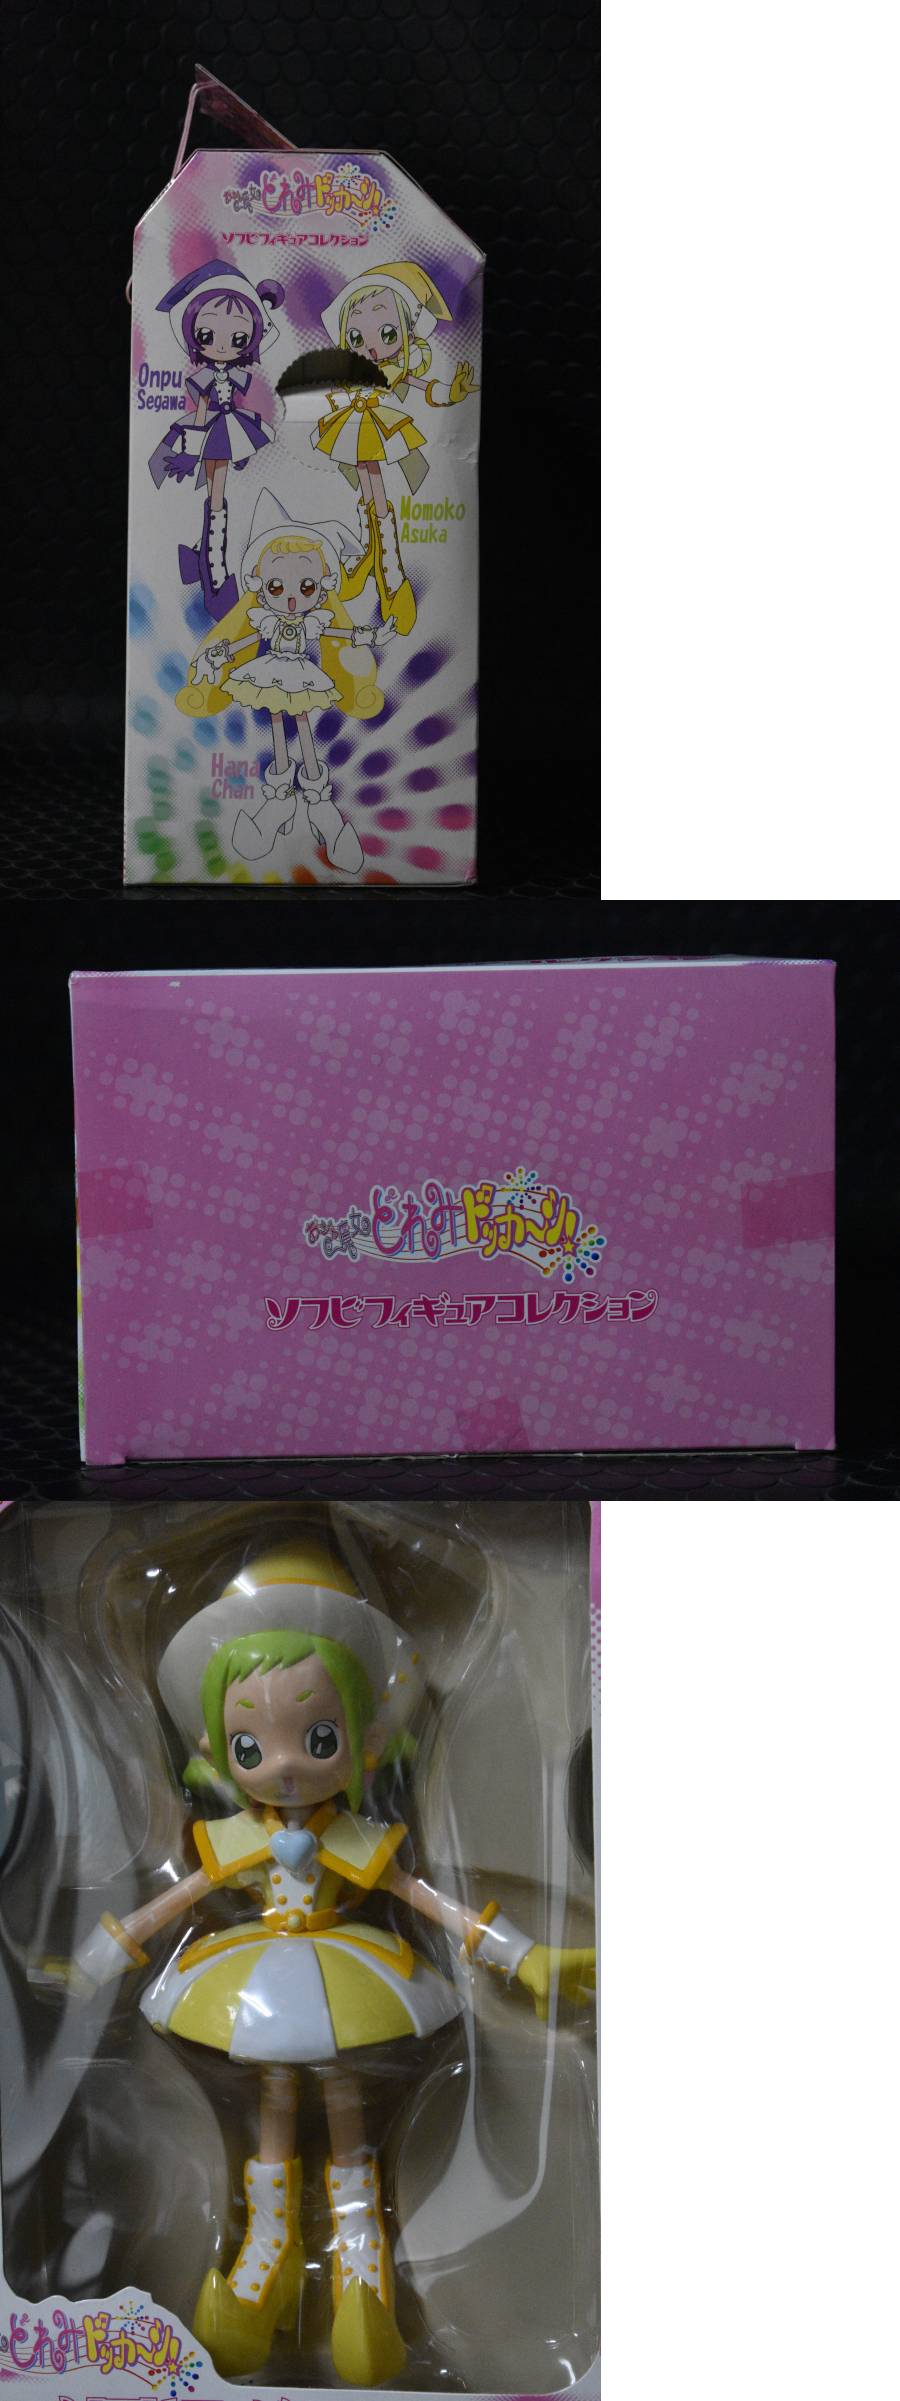 おジャ魔女どれみドッカ〜ン!
ソフビフィギュアコレクション
Onpu
Segawa
Momoko
Asuka
Hana
Chan
おジャ魔女どれみドッカ〜ン!
ソフビフィギュアコレクション
どれみドッカ〜ン!